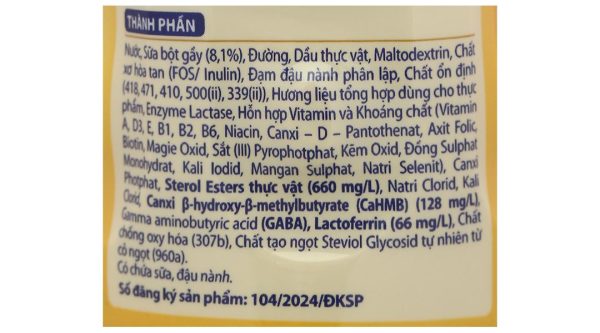 THÀNH PHẦN
Nước, Sữa bột gầy (8,1%), Đường, Dầu thực vật, Maltodextrin, Chất
xơ hòa tan (FOS/ Inulin), Đạm đậu nành phân lập, Chất ổn định
(418, 471, 410, 500(ii), 339(ii)), Hương liệu tổng hợp dùng cho thực
phẩm, Enzyme Lactase, Hỗn hợp Vitamin và Khoáng chất (Vitamin
A, D3, E, B1, B2, B6, Niacin, Canxi – D – Pantothenat, Axit Folic,
Biotin, Magie Oxid, Sắt (III) Pyrophotphat, Kẽm Oxid, Đồng Sulphat
Monohydrat, Kali Iodid, Mangan Sulphat, Natri Selenit), Canxi
Photphat, Sterol Esters thực vật (660 mg/L), Natri Clorid, Kali
Clorid, Canxi β-hydroxy-β-methylbutyrate (CaHMB) (128 mg/L),
Gamma aminobutyric acid (GABA), Lactoferrin (66 mg/L), Chất
chống oxy hóa (307b), Chất tạo ngọt Steviol Glycosid tự nhiên từ
cỏ ngọt (960a).
Có chứa sữa, đậu nành.
Số đăng ký sản phẩm: 104/2024/ĐKSP